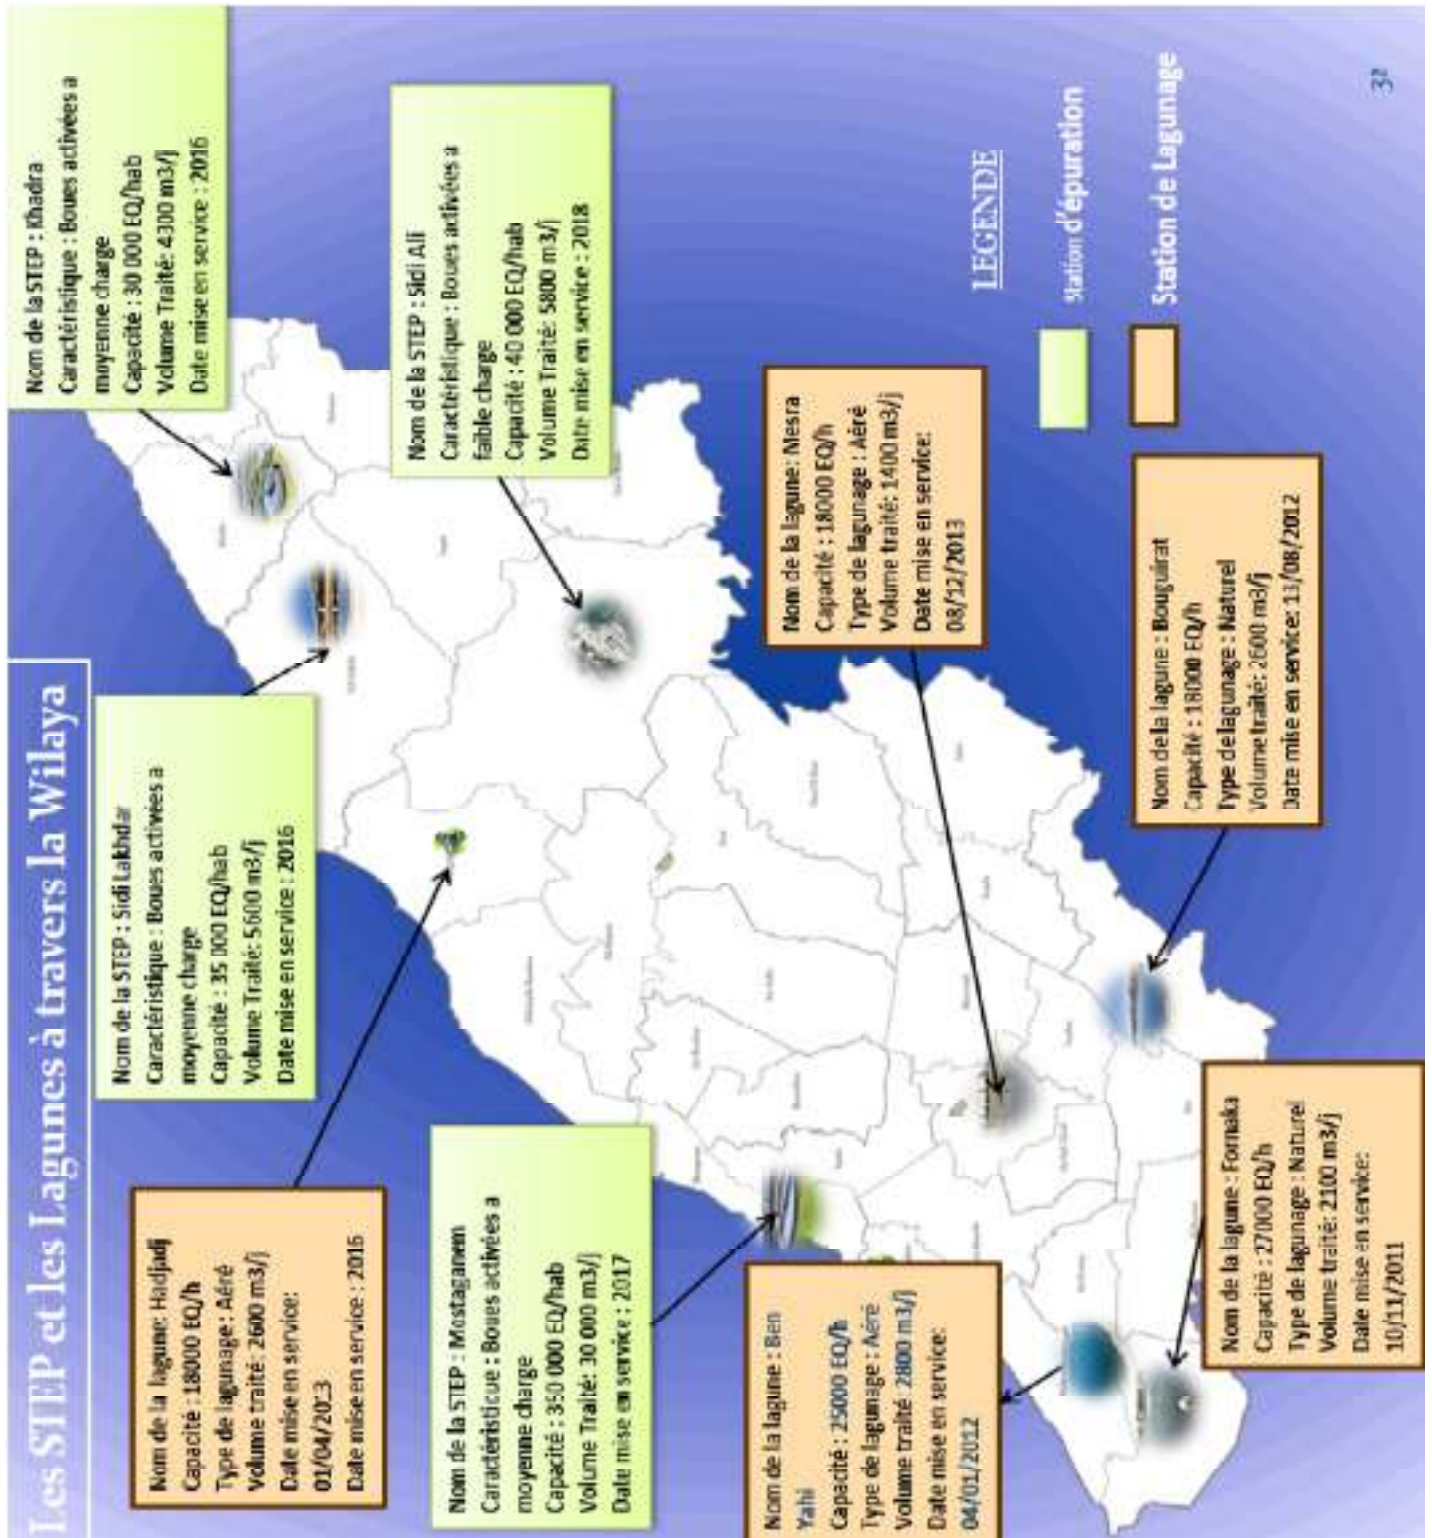 Les STEP et les Lagunes à travers la Wilaya
Nom de la STEP : Khadra
Caractéristique : Boues activées a
moyenne charge
Capacité : 30 000 EQ/hab
Volume Traité: 4300 m3/j
Date mise en service : 2016
Nom de la STEP : Sidi Lakhdar
Caractéristique : Boues activées a
moyenne charge
Capacité : 35 000 EQ/hab
Volume Traité: 5600 m3/j
Date mise en service : 2016
Nom de la STEP : Sidi Ali
Caractéristique : Boues activées a
faible charge
Capacité : 40 000 EQ/hab
Volume Traité: 5800 m3/j
Date mise en service : 2018
Nom de la lagune: Hadjadj
Capacité : 18000 EQ/h
Type de lagunage: Aéré
Volume traité: 2600 m3/j
Date mise en service:
01/04/2013
Date mise en service : 2016
Nom de la STEP : Mostaganem
Caractéristique : Boues activées a
moyenne charge
Capacité : 350 000 EQ/hab
Volume Traité: 30 000 m3/j
Date mise en service : 2017
Nom de la lagune: Mesra
Capacité : 18000 EQ/h
Type de lagunage : Aéré
Volume traité: 1400 m3/j
Date mise en service:
08/12/2013
Nom de la lagune : Ben
Yahi
Capacité : 25000 EQ/h
Type de lagunage : Aéré
Volume traité : 2800 m3/j
Date mise en service:
04/01/2012
Nom de la lagune : Bouguirat
Capacité : 18000 EQ/h
Type de lagunage : Naturel
Volume traité: 2600 m3/j
Date mise en service: 13/08/2012
Nom de la lagune : Fornaka
Capacité : 27000 EQ/h
Type de lagunage : Naturel
Volume traité: 2100 m3/j
Date mise en service:
10/11/2011
LEGENDE
Station d'épuration
Station de Lagunage
32